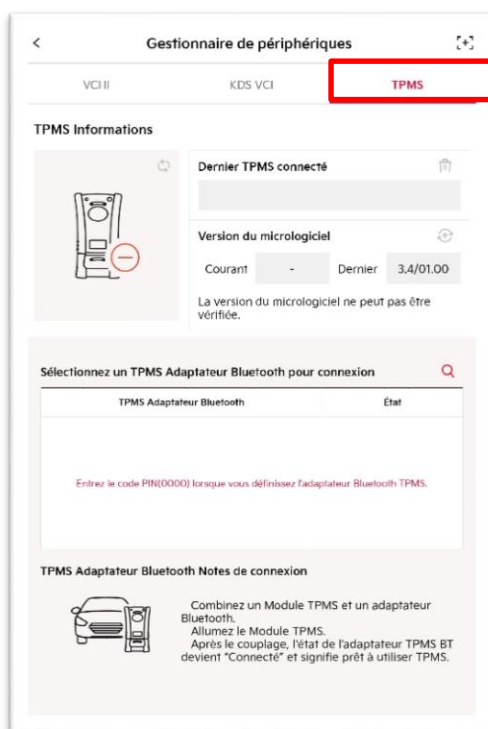 Gestionnaire de périphériques
VCI II
KDS VCI
TPMS
TPMS Informations
Dernier TPMS connecté
Version du micrologiciel
Courant
-
Dernier
3.4/01.00
La version du micrologiciel ne peut pas être
vérifiée.
Sélectionnez un TPMS Adaptateur Bluetooth pour connexion
TPMS Adaptateur Bluetooth
État
Entrez le code PIN(0000) lorsque vous définissez l'adaptateur Bluetooth TPMS.
TPMS Adaptateur Bluetooth Notes de connexion
Combinez un Module TPMS et un adaptateur
Bluetooth.
Allumez le Module TPMS.
Après le couplage, l'état de l'adaptateur TPMS BT
devient "Connecté" et signifie prêt à utiliser TPMS.